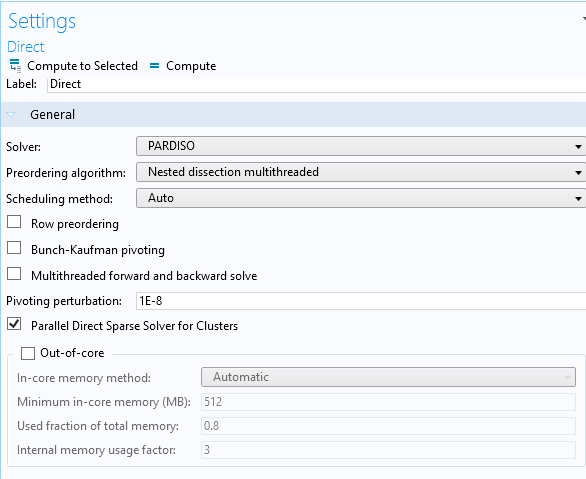 Settings
Direct
Compute to Selected = Compute
Label: Direct
General
Solver: PARDISO
Preordering algorithm: Nested dissection multithreaded
Scheduling method: Auto
Row preordering
Bunch-Kaufman pivoting
Multithreaded forward and backward solve
Pivoting perturbation: 1E-8
Parallel Direct Sparse Solver for Clusters
Out-of-core
In-core memory method: Automatic
Minimum in-core memory (MB): 512
Used fraction of total memory: 0.8
Internal memory usage factor: 3